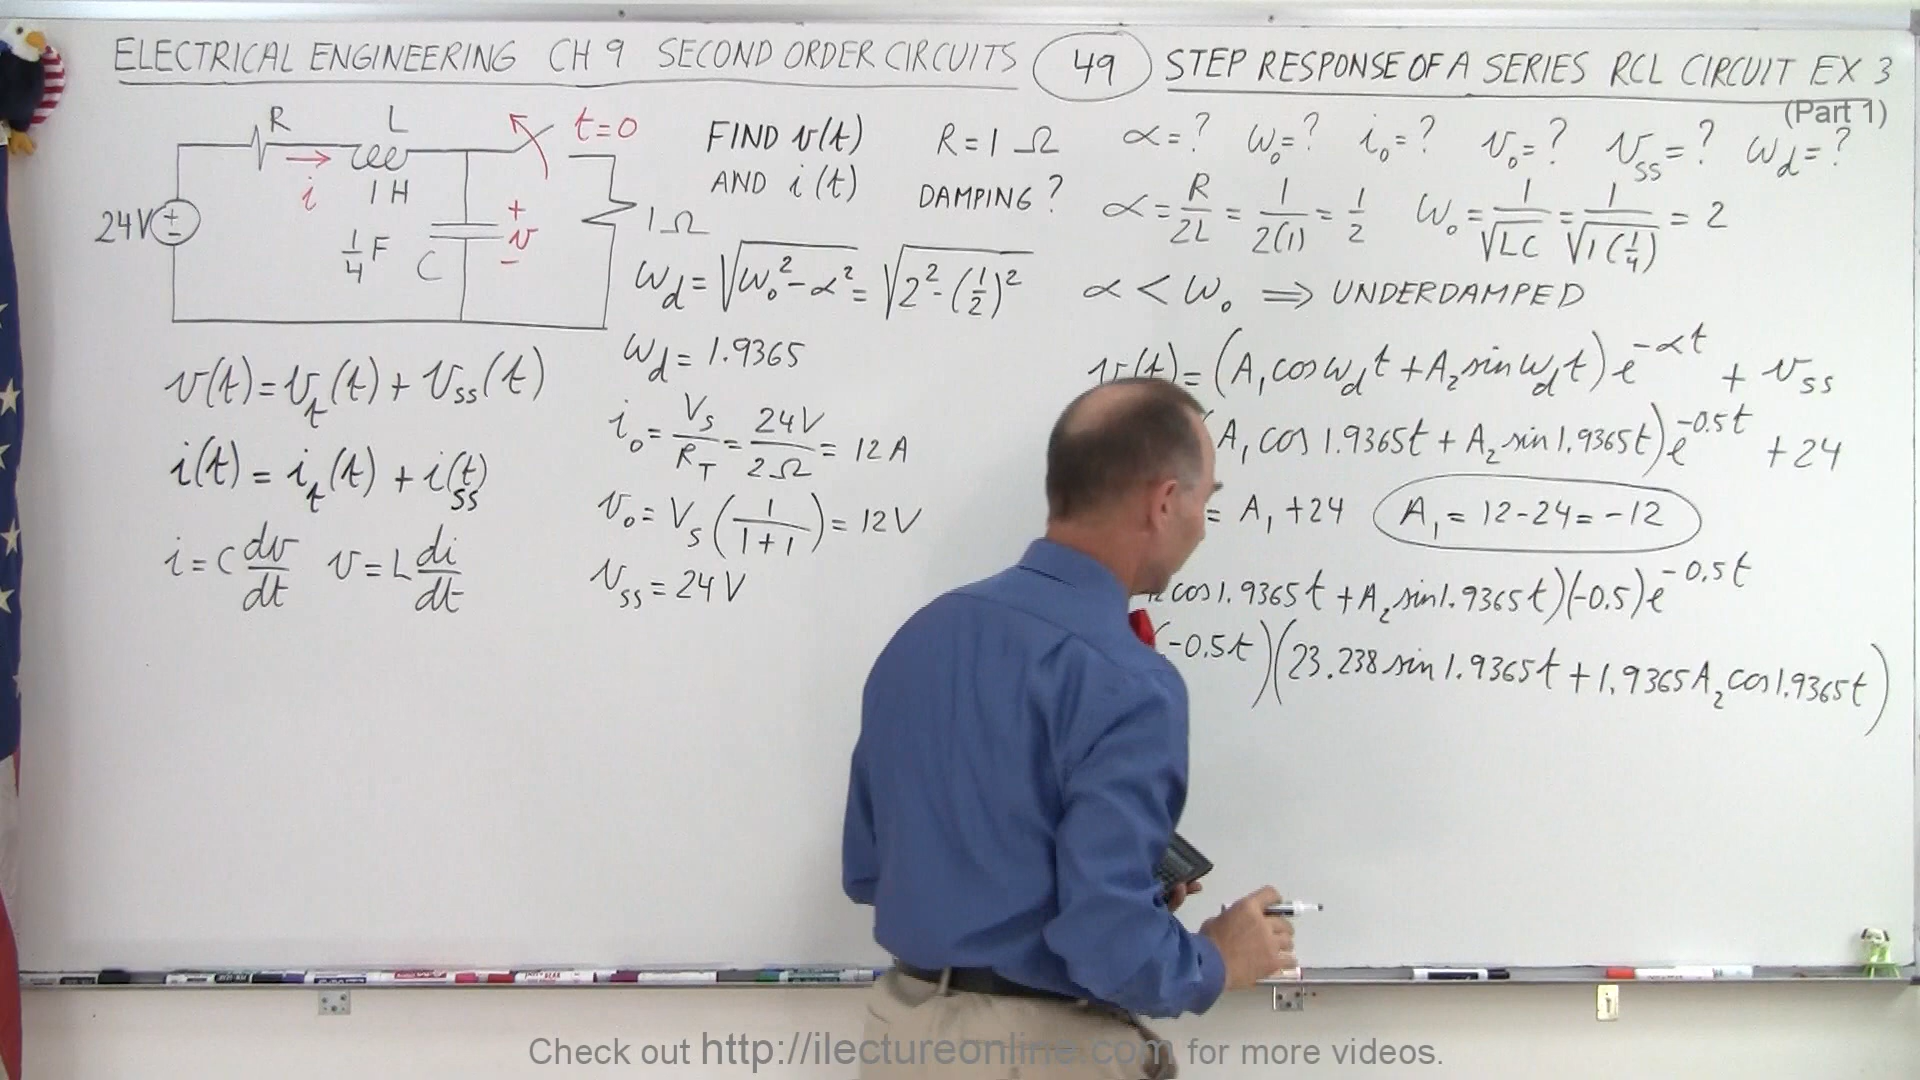 ELECTRICAL ENGINEERING CH 9 SECOND ORDER CIRCUITS 49 STEP RESPONSE OF A SERIES RCL CIRCUIT EX 3
(Part 1)
R L t=0
i 1 H
24V + -
1/4 F C + v -
1 Ω
FIND v(t) R = 1 Ω
AND i(t) DAMPING?
α=? ω₀=? i₀=? v₀=? v_ss=? ω_d=?
α = R/2L = 1/2(1) = 1/2 ω₀ = 1/√LC = 1/√1(1/4) = 2
ω_d = √ω₀² - α² = √2² - (1/2)²
α < ω₀ ⟹ UNDERDAMPED
ω_d = 1.9365
v(t) = v_t(t) + v_ss(t)
i(t) = i_t(t) + i_ss(t)
i = C dv/dt v = L di/dt
i₀ = V_s/R_T = 24V/2Ω = 12 A
v₀ = V_s (1/1+1) = 12V
v_ss = 24 V
v(t) = (A₁ cos ω_d t + A₂ sin ω_d t) e^-αt + v_ss
A₁ cos 1.9365t + A₂ sin 1.9365t) e^-0.5t + 24
= A₁ + 24 A₁ = 12 - 24 = -12
cos 1.9365t + A₂ sin 1.9365t)(-0.5) e^-0.5t
(-0.5t)(23.238 sin 1.9365t + 1.9365 A₂ cos 1.9365t)
Check out http://ilectureonline.com for more videos.